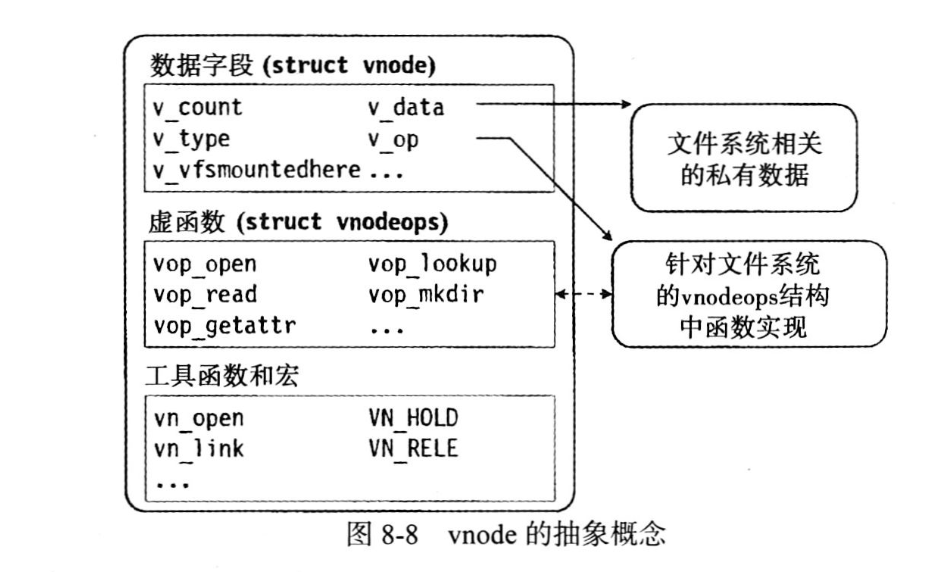 数据字段 (struct vnode)
v_count v_data
v_type v_op
v_vfsmountedhere ...
文件系统相关
的私有数据
虚函数 (struct vnodeops)
vop_open vop_lookup
vop_read vop_mkdir
vop_getattr ...
针对文件系统
的vnodeops结构
中函数实现
工具函数和宏
vn_open VN_HOLD
vn_link VN_RELE
...
图 8-8 vnode 的抽象概念